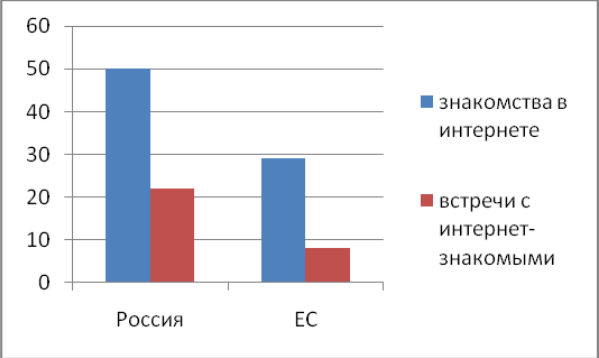 60
50
40
30
20
10
0
Россия
ЕС
знакомства в
интернете
встречи с
интернет-
знакомыми